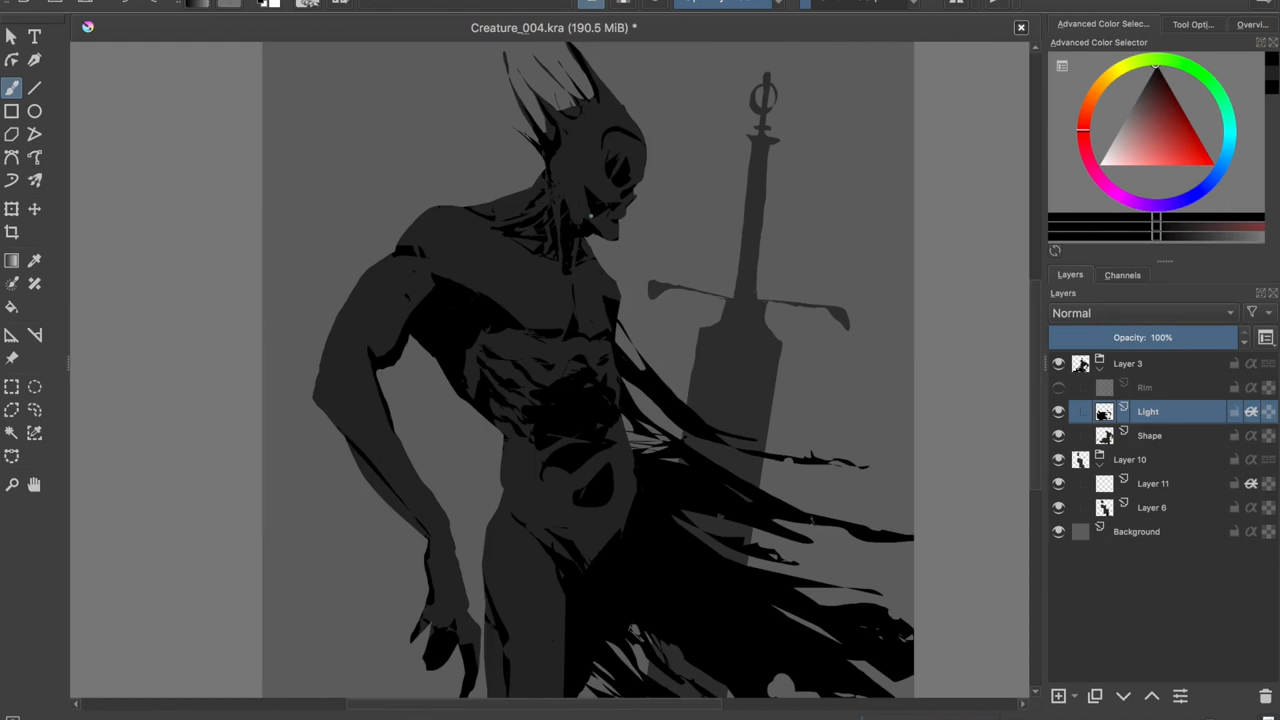 Creature_004.kra (190.5 MiB) *
Advanced Color Selec...
Tool Opti...
Overvi...
Advanced Color Selector
Layers
Channels
Layers
Normal
Opacity: 100%
Layer 3
Rim
Light
Shape
Layer 10
Layer 11
Layer 6
Background